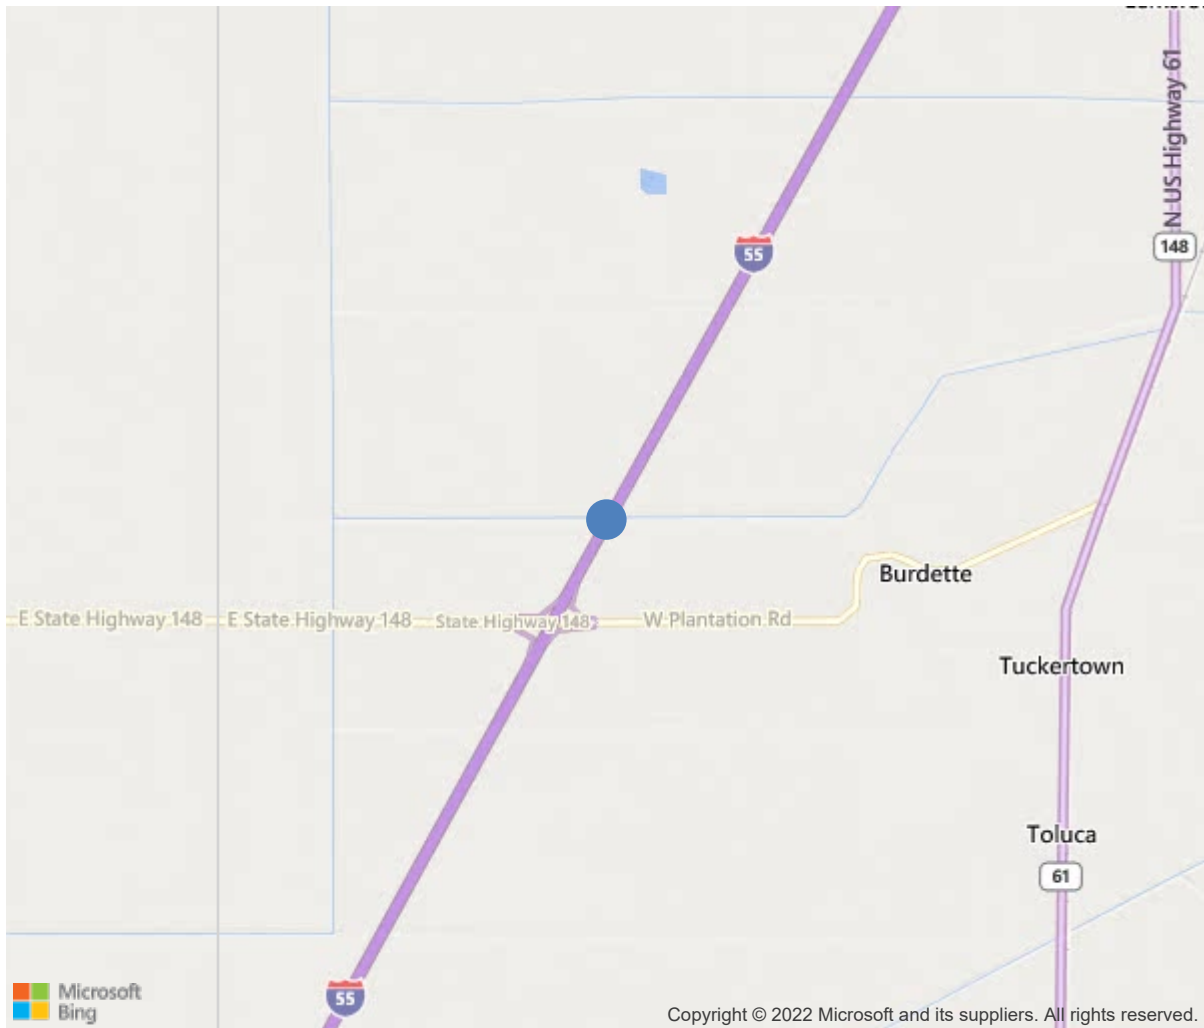 N US Highway 61
148
55
Burdette
E State Highway 148
E State Highway 148
State Highway 148
W Plantation Rd
Tuckertown
Toluca
61
Microsoft
Bing
55
Copyright © 2022 Microsoft and its suppliers. All rights reserved.